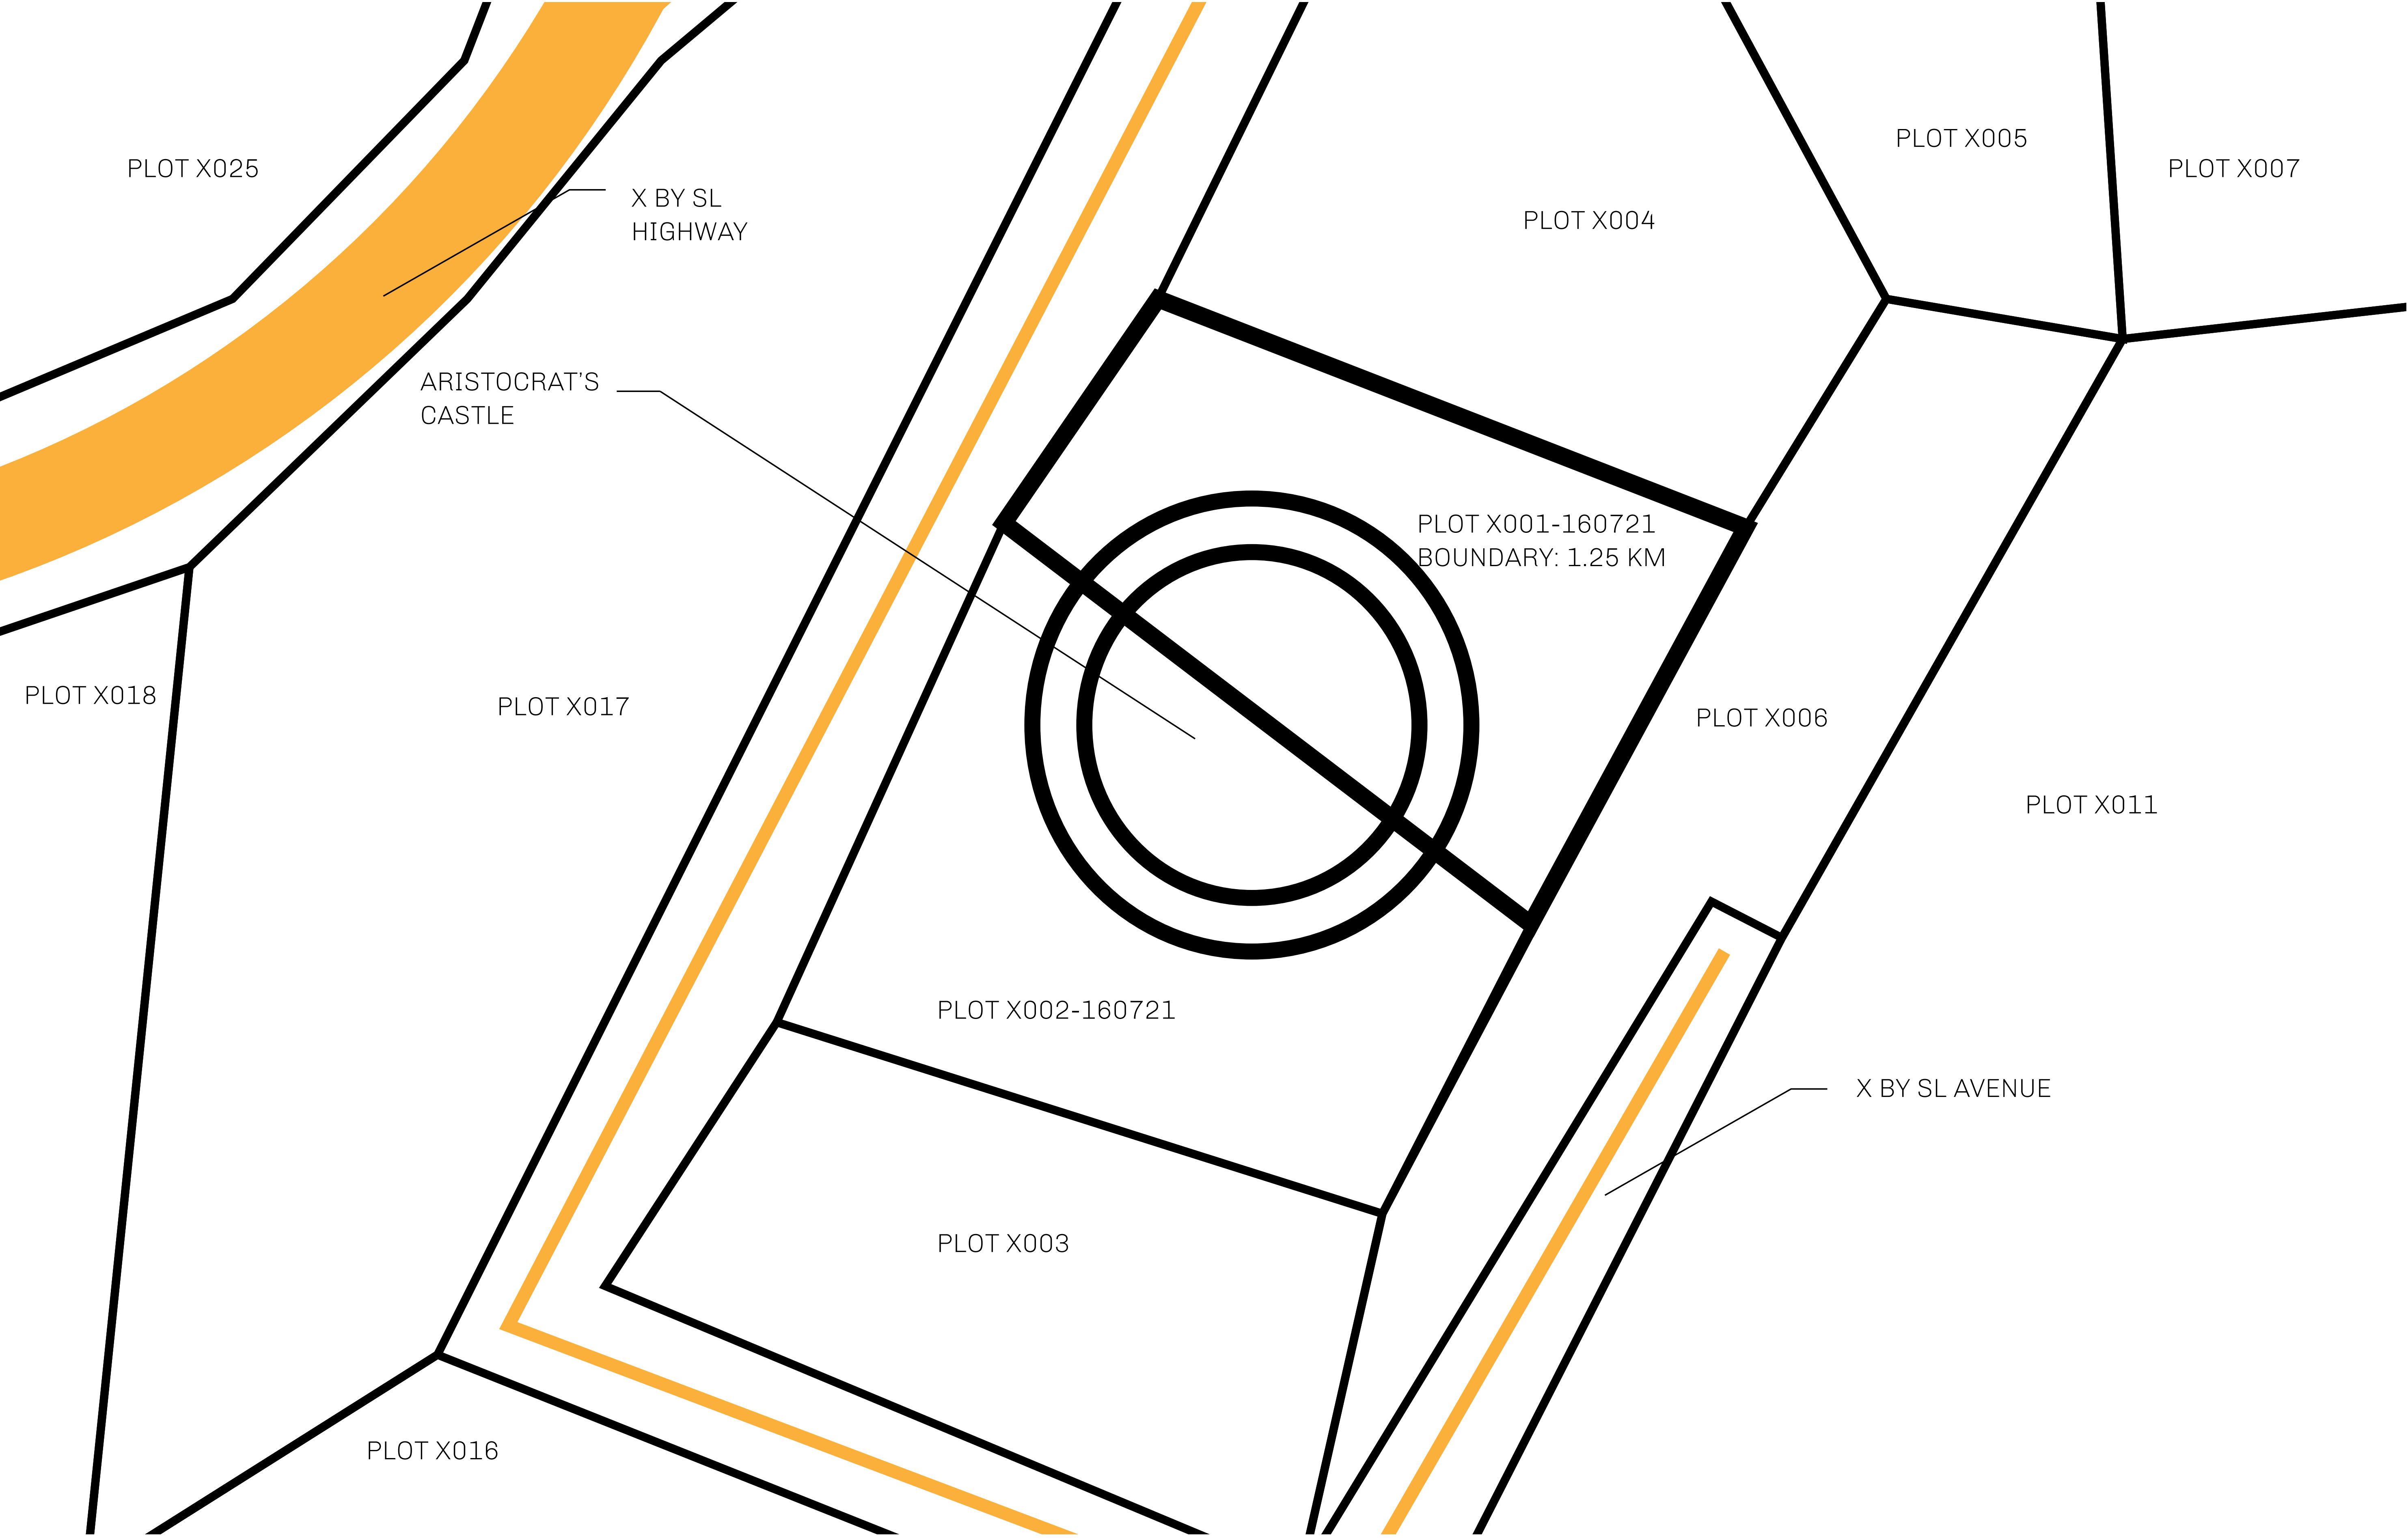 PLOT X005
PLOT X025
PLOT X007
X BY SL
HIGHWAY
PLOT X004
ARISTOCRAT'S
CASTLE
PLOT X001-160721
BOUNDARY: 1.25 KM
PLOT X018
PLOT X017
PLOT X006
PLOT X011
PLOT X002-160721
X BY SL AVENUE
PLOT X003
PLOT X016